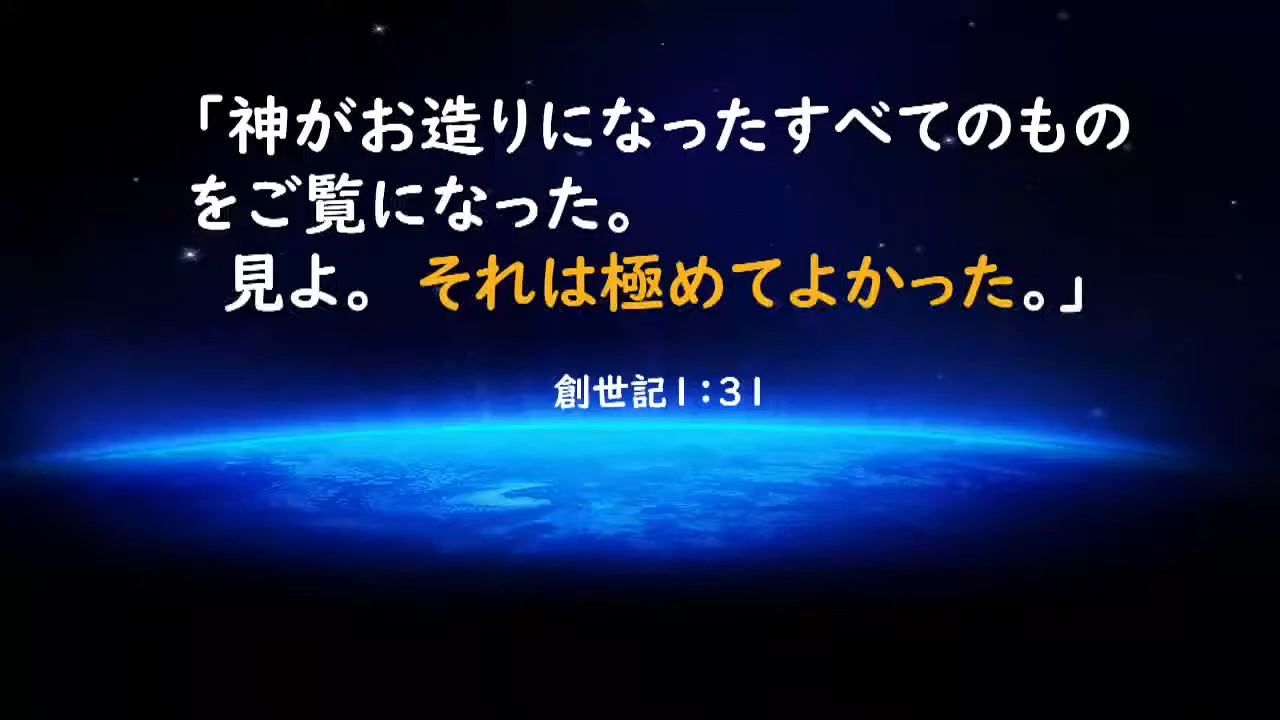 「神がお造りになったすべてのもの
をご覧になった。
見よ。 それは極めてよかった。」
創世記1:31